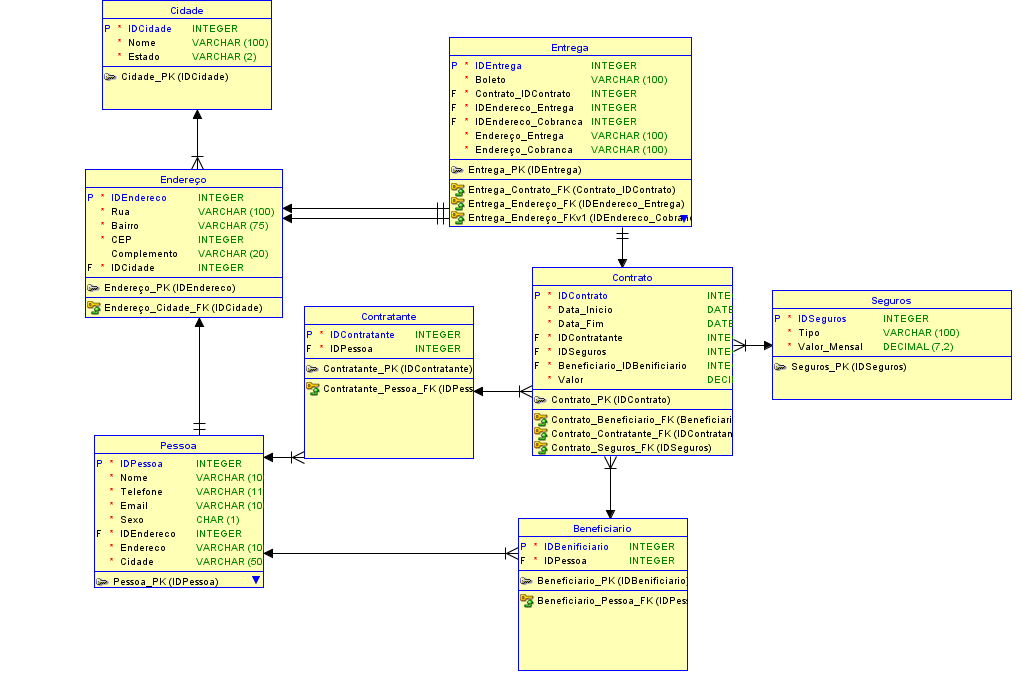 Cidade
P * IDCidade INTEGER
* Nome VARCHAR (100)
* Estado VARCHAR (2)
Cidade_PK (IDCidade)
Entrega
P * IDEntrega INTEGER
* Boleto VARCHAR (100)
F * Contrato_IDContrato INTEGER
F * IDEndereco_Entrega INTEGER
F * IDEndereco_Cobranca INTEGER
* Endereço_Entrega VARCHAR (100)
* Endereço_Cobranca VARCHAR (100)
Entrega_PK (IDEntrega)
Entrega_Contrato_FK (Contrato_IDContrato)
Entrega_Endereço_FK (IDEndereco_Entrega)
Entrega_Endereço_FKv1 (IDEndereco_Cobran
Endereço
P * IDEndereco INTEGER
* Rua VARCHAR (100)
* Bairro VARCHAR (75)
* CEP INTEGER
Complemento VARCHAR (20)
F * IDCidade INTEGER
Endereço_PK (IDEndereco)
Endereço_Cidade_FK (IDCidade)
Contrato
P * IDContrato INTE
* Data_Inicio DATE
* Data_Fim DATE
F * IDContratante INTE
F * IDSeguros INTE
F * Beneficiario_IDBenificiario INTE
* Valor DECI
Contrato_PK (IDContrato)
Contrato_Beneficiario_FK (Beneficiari
Contrato_Contratante_FK (IDContratan
Contrato_Seguros_FK (IDSeguros)
Seguros
P * IDSeguros INTEGER
* Tipo VARCHAR (100)
* Valor_Mensal DECIMAL (7,2)
Seguros_PK (IDSeguros)
Contratante
P * IDContratante INTEGER
F * IDPessoa INTEGER
Contratante_PK (IDContratante)
Contratante_Pessoa_FK (IDPess
Pessoa
P * IDPessoa INTEGER
* Nome VARCHAR (10
* Telefone VARCHAR (11
* Email VARCHAR (10
* Sexo CHAR (1)
F * IDEndereco INTEGER
* Endereco VARCHAR (10
* Cidade VARCHAR (50
Pessoa_PK (IDPessoa)
Beneficiario
P * IDBenificiario INTEGER
F * IDPessoa INTEGER
Beneficiario_PK (IDBenificiario)
Beneficiario_Pessoa_FK (IDPes